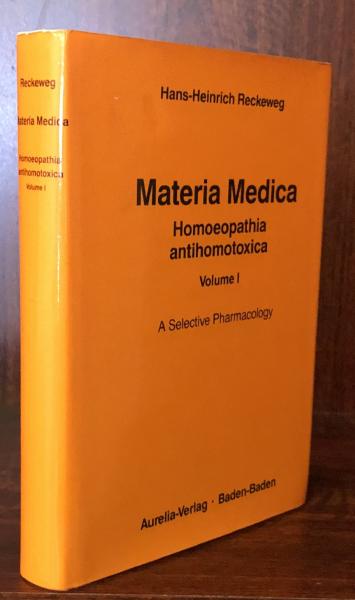 Reckeweg
Materia Medica
Homoeopathia
antihomotoxica
Volume I
Hans-Heinrich Reckeweg
Materia Medica
Homoeopathia
antihomotoxica
Volume I
A Selective Pharmacology
Aurelia-Verlag · Baden-Baden